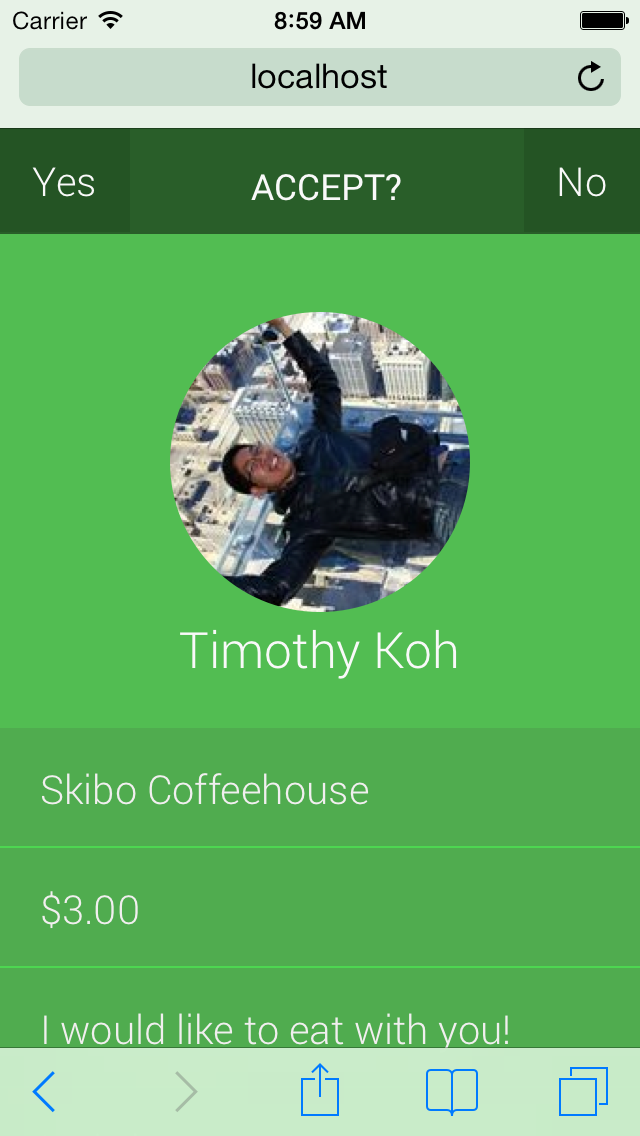 Carrier 8:59 AM
localhost
Yes ACCEPT? No
Timothy Koh
Skibo Coffeehouse
$3.00
I would like to eat with you!